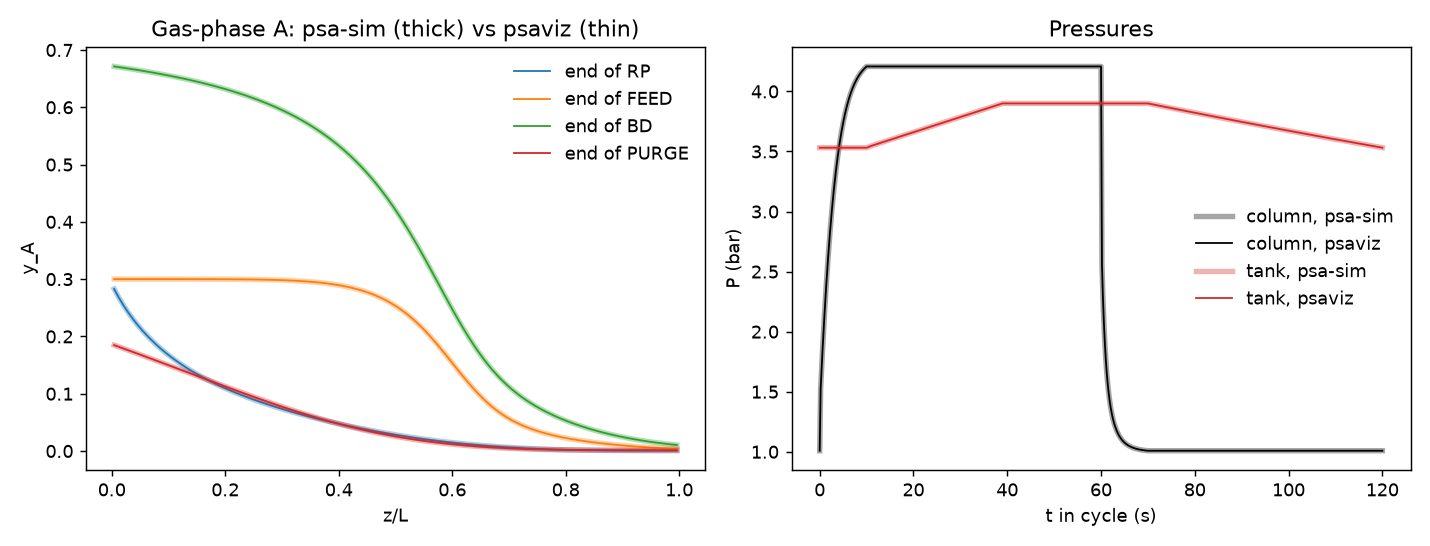 Gas-phase A: psa-sim (thick) vs psaviz (thin)
y_A
0.7
0.6
0.5
0.4
0.3
0.2
0.1
0.0
end of RP
end of FEED
end of BD
end of PURGE
0.0 0.2 0.4 0.6 0.8 1.0
z/L
Pressures
P (bar)
4.0
3.5
3.0
2.5
2.0
1.5
1.0
column, psa-sim
column, psaviz
tank, psa-sim
tank, psaviz
0 20 40 60 80 100 120
t in cycle (s)